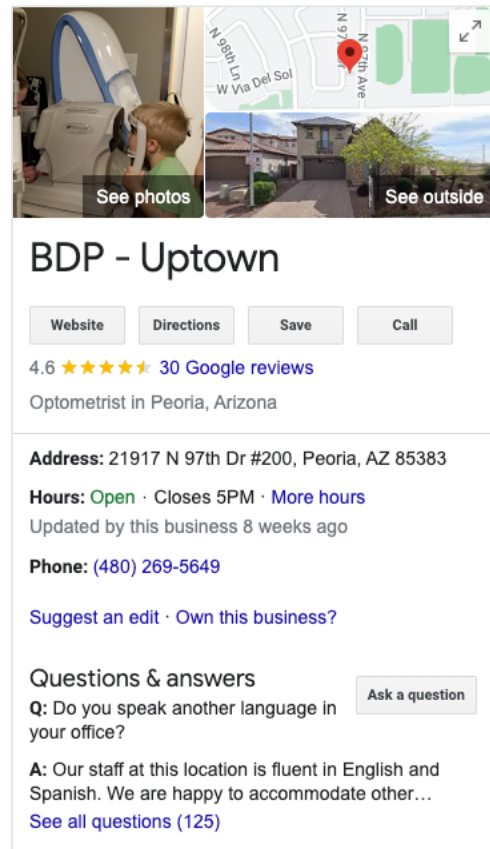 N 98th Ln
W Via Del Sol
N 97th Ave
See photos
See outside
BDP - Uptown
Website
Directions
Save
Call
4.6
30 Google reviews
Optometrist in Peoria, Arizona
Address: 21917 N 97th Dr #200, Peoria, AZ 85383
Hours: Open · Closes 5PM · More hours
Updated by this business 8 weeks ago
Phone: (480) 269-5649
Suggest an edit · Own this business?
Questions & answers
Ask a question
Q: Do you speak another language in
your office?
A: Our staff at this location is fluent in English and
Spanish. We are happy to accommodate other…
See all questions (125)